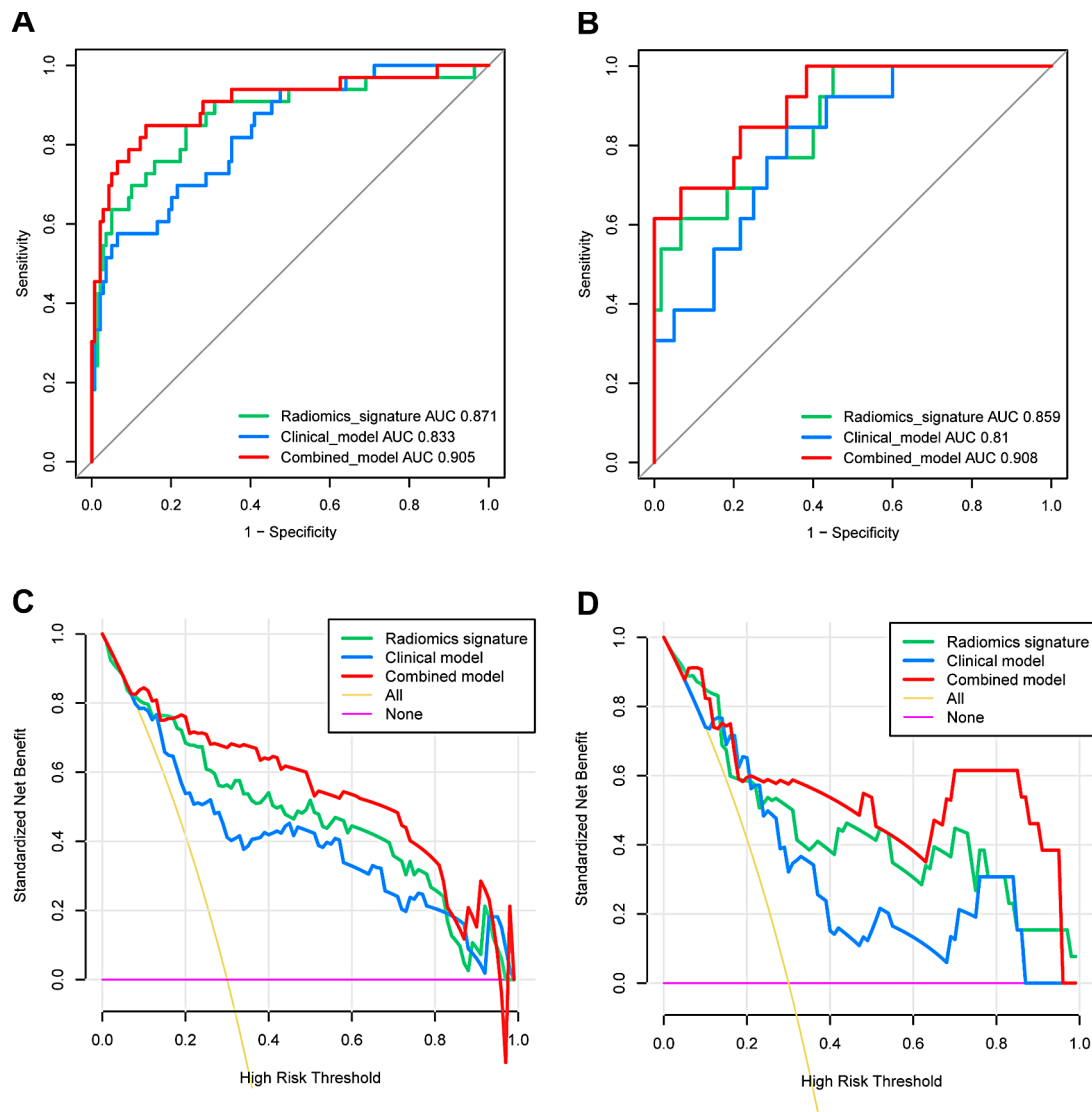 A
1.0
0.8
0.6
0.4
0.2
0.0
Sensitivity
Radiomics_signature AUC 0.871
Clinical_model AUC 0.833
Combined_model AUC 0.905
0.0 0.2 0.4 0.6 0.8 1.0
1 − Specificity
B
1.0
0.8
0.6
0.4
0.2
0.0
Sensitivity
Radiomics_signature AUC 0.859
Clinical_model AUC 0.81
Combined_model AUC 0.908
0.0 0.2 0.4 0.6 0.8 1.0
1 − Specificity
C
1.0
0.8
0.6
0.4
0.2
0.0
Standardized Net Benefit
Radiomics signature
Clinical model
Combined model
All
None
0.0 0.2 0.4 0.6 0.8 1.0
High Risk Threshold
D
1.0
0.8
0.6
0.4
0.2
0.0
Standardized Net Benefit
Radiomics signature
Clinical model
Combined model
All
None
0.0 0.2 0.4 0.6 0.8 1.0
High Risk Threshold